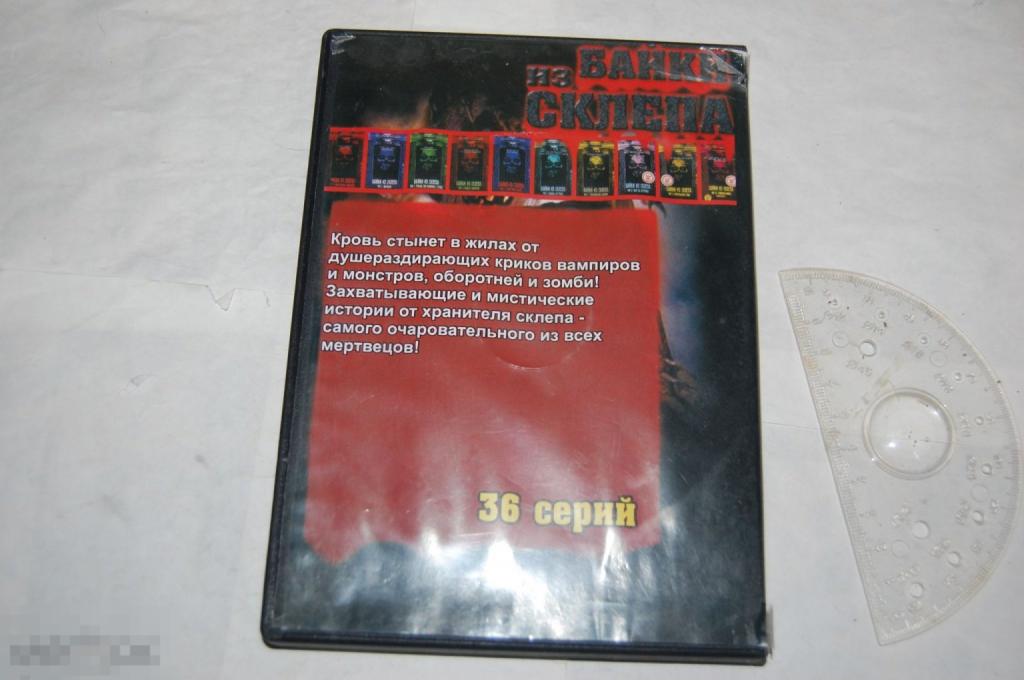 БАЙКИ
ИЗ
СКЛЕПА
Кровь стынет в жилах от
душераздирающих криков вампиров
и монстров, оборотней и зомби!
Захватывающие и мистические
истории от хранителя склепа -
самого очаровательного из всех
мертвецов!
36 серий